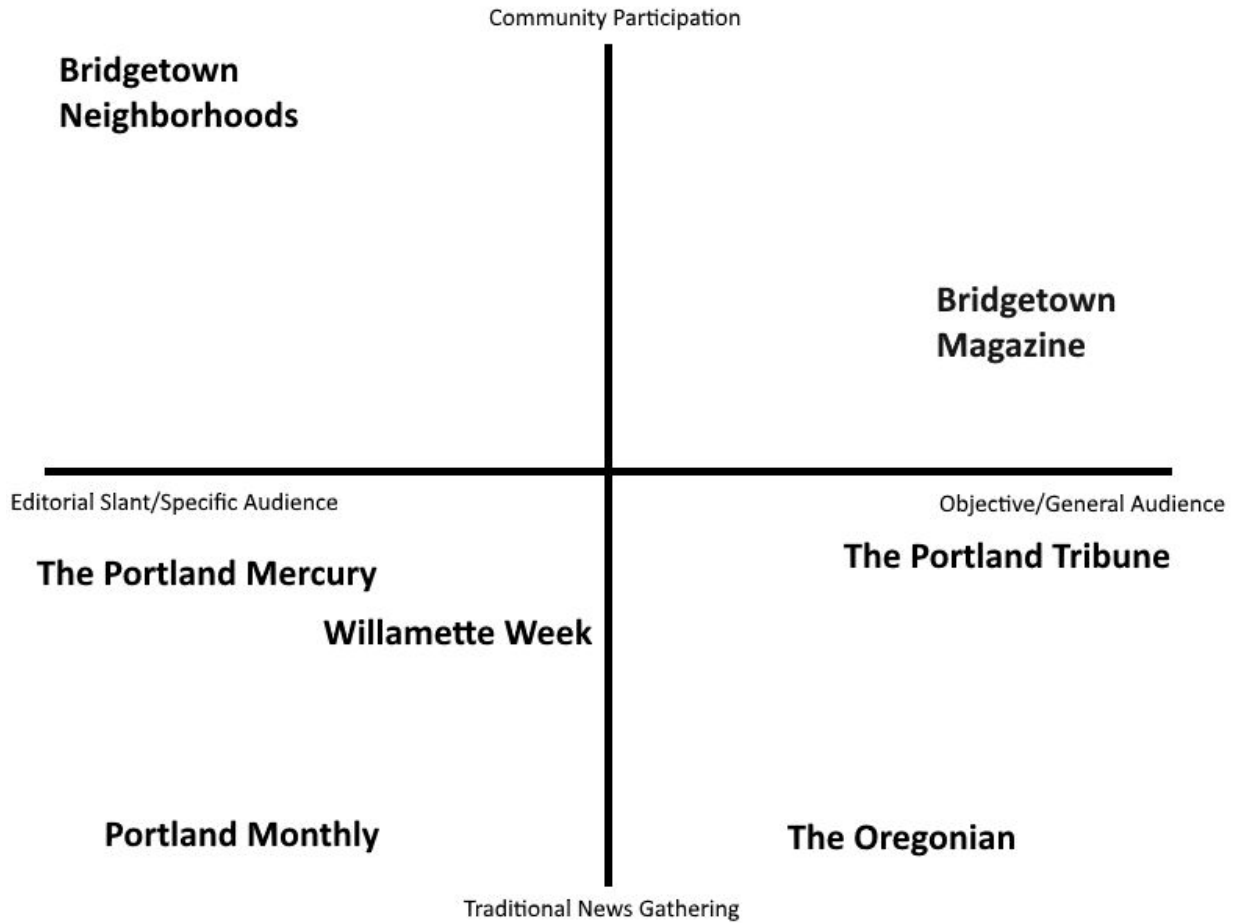 Community Participation
Bridgetown
Neighborhoods
Bridgetown
Magazine
Editorial Slant/Specific Audience
Objective/General Audience
The Portland Mercury
The Portland Tribune
Willamette Week
Portland Monthly
The Oregonian
Traditional News Gathering